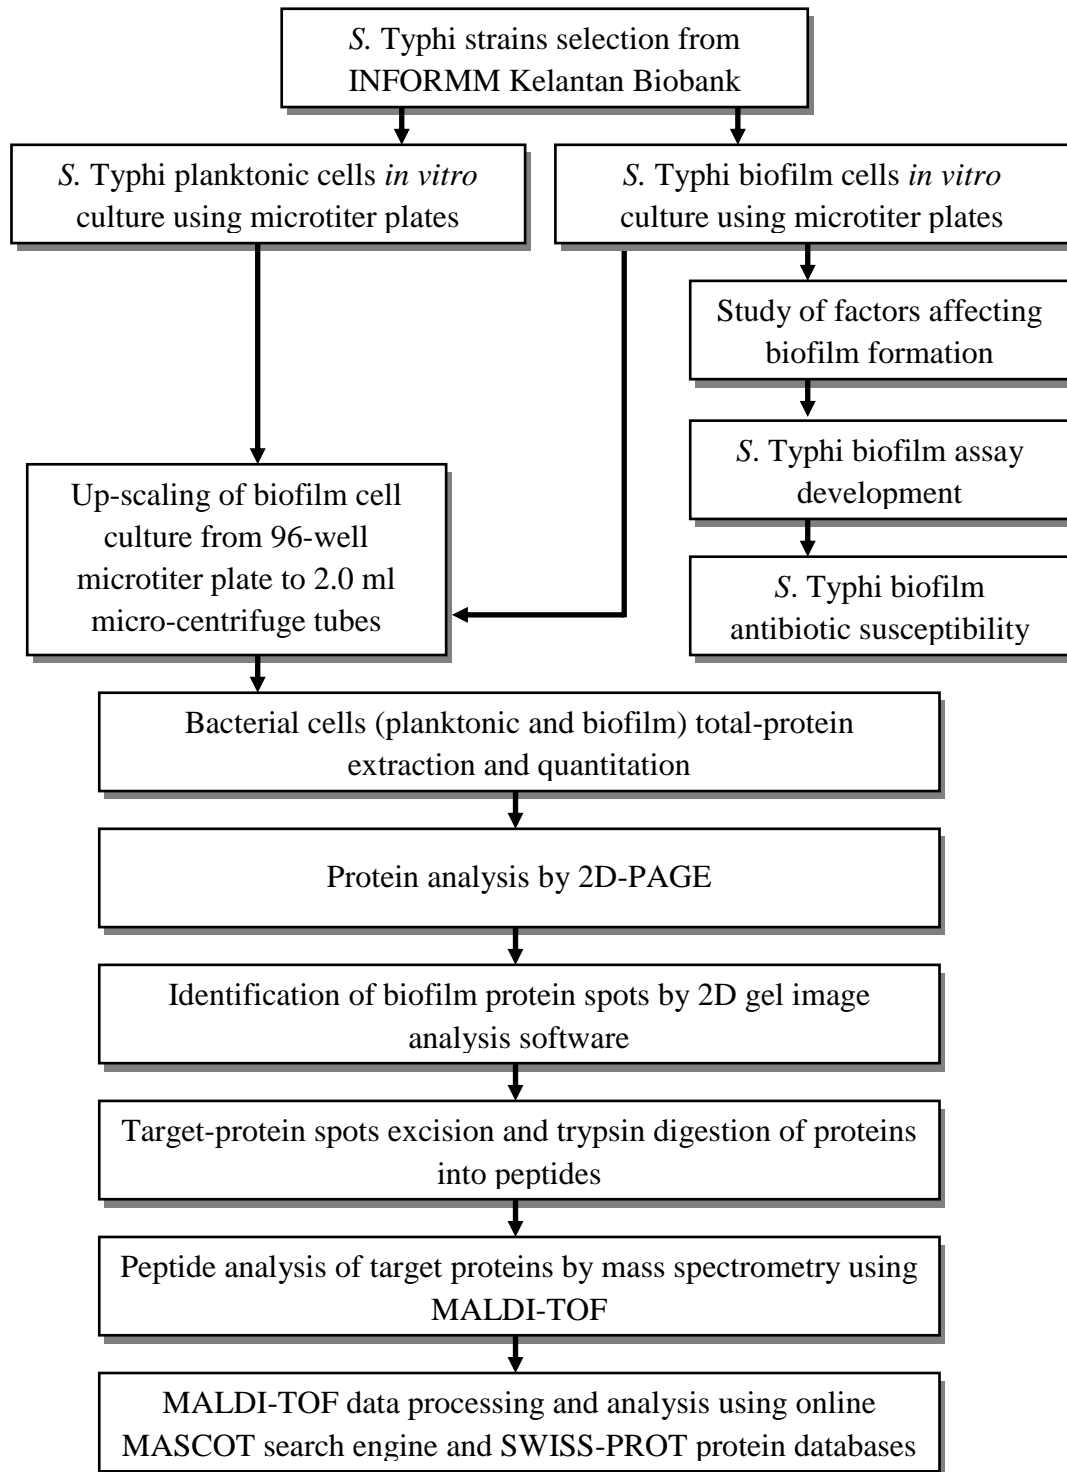 S. Typhi strains selection from
INFORMM Kelantan Biobank
S. Typhi planktonic cells in vitro
culture using microtiter plates
S. Typhi biofilm cells in vitro
culture using microtiter plates
Study of factors affecting
biofilm formation
S. Typhi biofilm assay
development
Up-scaling of biofilm cell
culture from 96-well
microtiter plate to 2.0 ml
micro-centrifuge tubes
S. Typhi biofilm
antibiotic susceptibility
Bacterial cells (planktonic and biofilm) total-protein
extraction and quantitation
Protein analysis by 2D-PAGE
Identification of biofilm protein spots by 2D gel image
analysis software
Target-protein spots excision and trypsin digestion of proteins
into peptides
Peptide analysis of target proteins by mass spectrometry using
MALDI-TOF
MALDI-TOF data processing and analysis using online
MASCOT search engine and SWISS-PROT protein databases